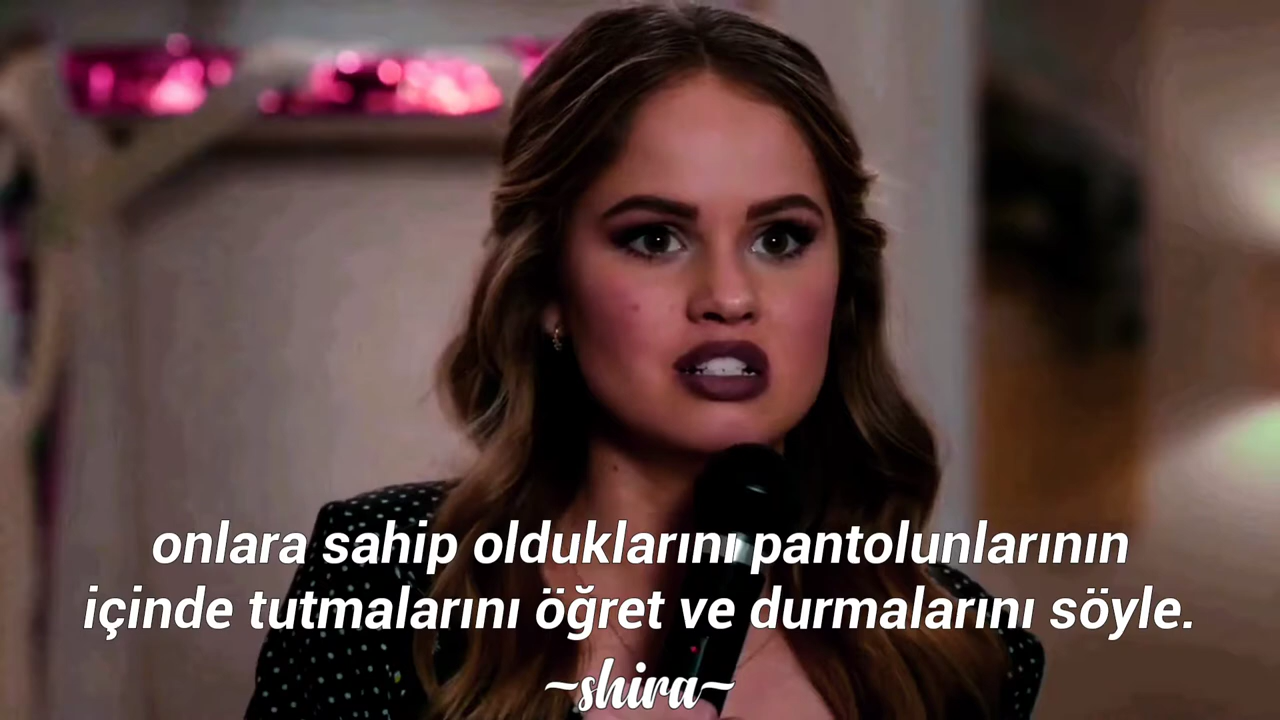 onlara sahip olduklarını pantolunlarının
içinde tutmalarını öğret ve durmalarını söyle.
~shira~